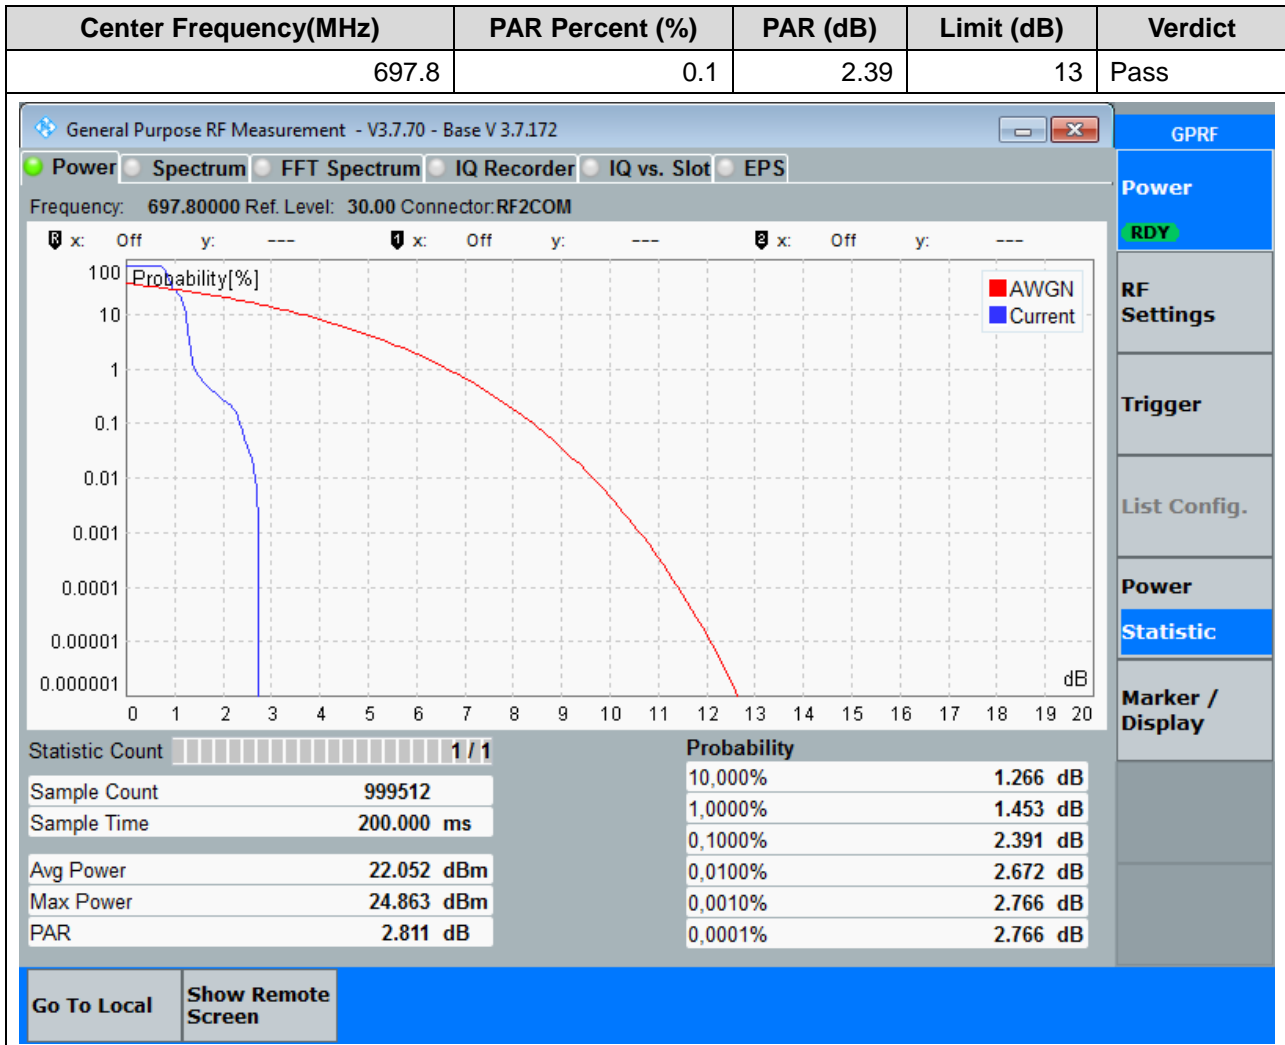 Center Frequency(MHz) PAR Percent (%) PAR (dB) Limit (dB) Verdict
697.8 0.1 2.39 13 Pass
General Purpose RF Measurement - V3.7.70 - Base V 3.7.172
GPRF
Power Spectrum FFT Spectrum IQ Recorder IQ vs. Slot EPS
Frequency: 697.80000 Ref. Level: 30.00 Connector: RF2COM
R x: Off y: --- 1 x: Off y: --- 2 x: Off y: ---
Probability[%]
AWGN
Current
100
10
1
0.1
0.01
0.001
0.0001
0.00001
0.000001
dB
0 1 2 3 4 5 6 7 8 9 10 11 12 13 14 15 16 17 18 19 20
Statistic Count 1 / 1
Sample Count 999512
Sample Time 200.000 ms
Avg Power 22.052 dBm
Max Power 24.863 dBm
PAR 2.811 dB
Probability
10,000% 1.266 dB
1,0000% 1.453 dB
0,1000% 2.391 dB
0,0100% 2.672 dB
0,0010% 2.766 dB
0,0001% 2.766 dB
Power
RDY
RF
Settings
Trigger
List Config.
Power
Statistic
Marker /
Display
Go To Local
Show Remote
Screen